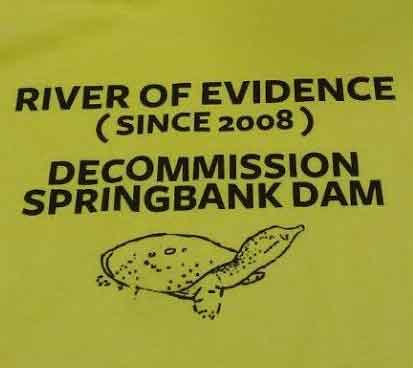 RIVER OF EVIDENCE
( SINCE 2008 )
DECOMMISSION
SPRINGBANK DAM